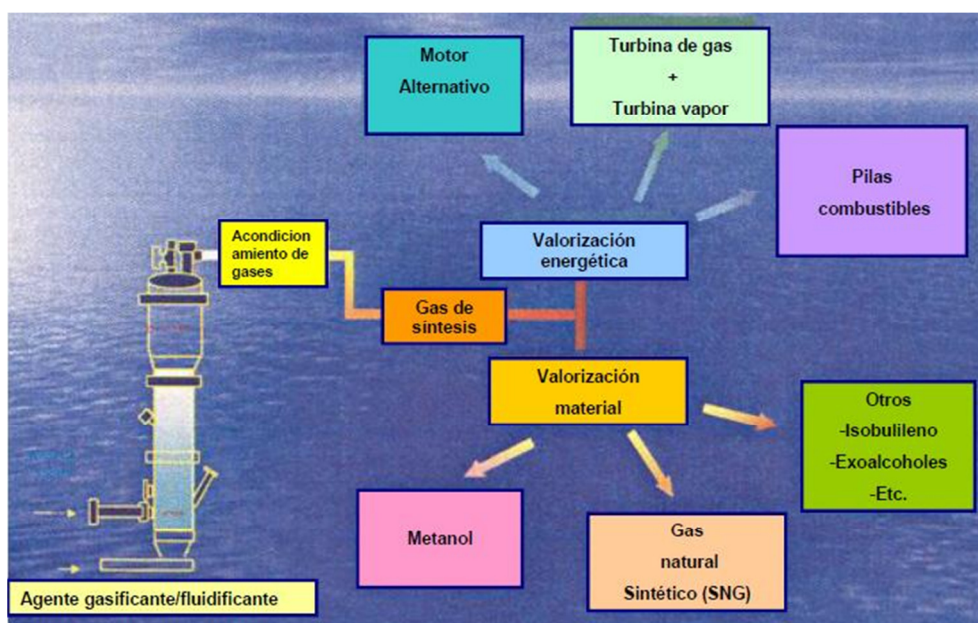 Motor
Alternativo
Turbina de gas
+
Turbina vapor
Pilas
combustibles
Acondicion
amiento de
gases
Valorización
energética
Gas de
síntesis
Valorización
material
Otros
-Isobulileno
-Exoalcoholes
-Etc.
Metanol
Gas
natural
Sintético (SNG)
Agente gasificante/fluidificante